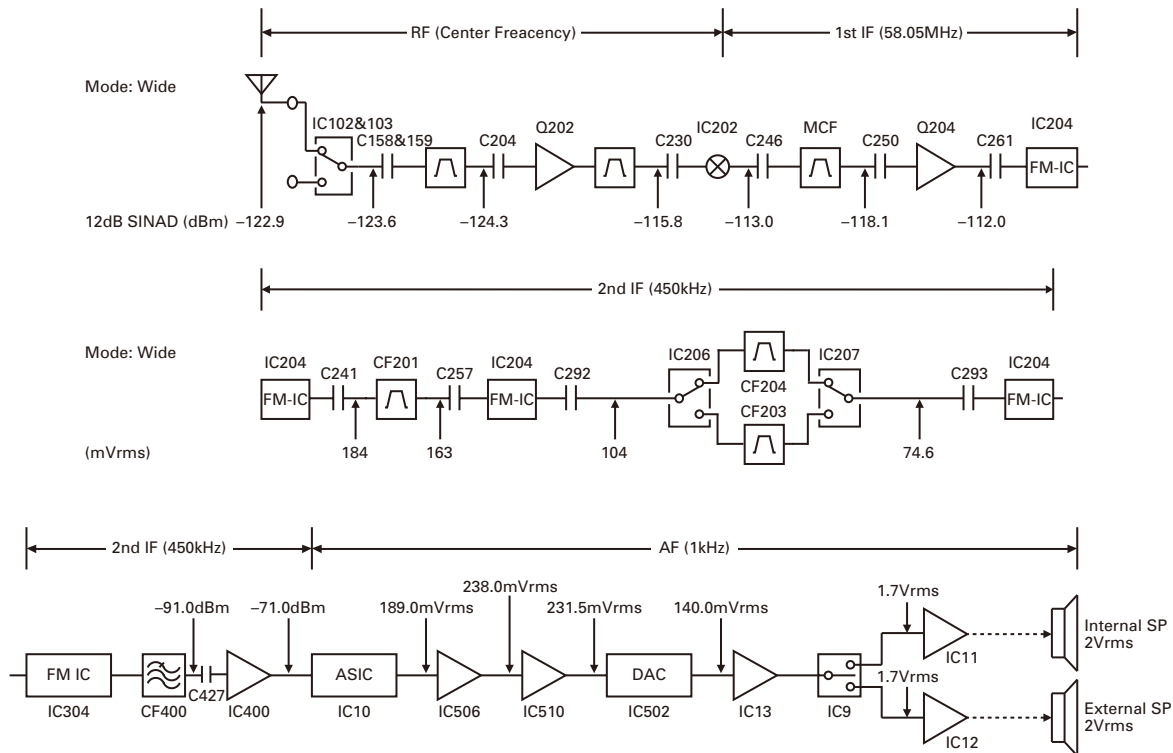 RF (Center Freacency) 1st IF (58.05MHz)
Mode: Wide
IC102&103
C158&159 C204 Q202 C230 IC202 C246 MCF C250 Q204 C261 IC204
FM-IC
12dB SINAD (dBm) –122.9 –123.6 –124.3 –115.8 –113.0 –118.1 –112.0
2nd IF (450kHz)
Mode: Wide
IC204 C241 CF201 C257 IC204 C292 IC206 CF204 IC207 C293 IC204
FM-IC FM-IC FM-IC
CF203
(mVrms) 184 163 104 74.6
2nd IF (450kHz) AF (1kHz)
–91.0dBm –71.0dBm 189.0mVrms 238.0mVrms 231.5mVrms 140.0mVrms 1.7Vrms
IC11
Internal SP
2Vrms
FM IC ASIC DAC
C427
1.7Vrms
IC304 CF400 IC400 IC10 IC506 IC510 IC502 IC13 IC9
IC12
External SP
2Vrms